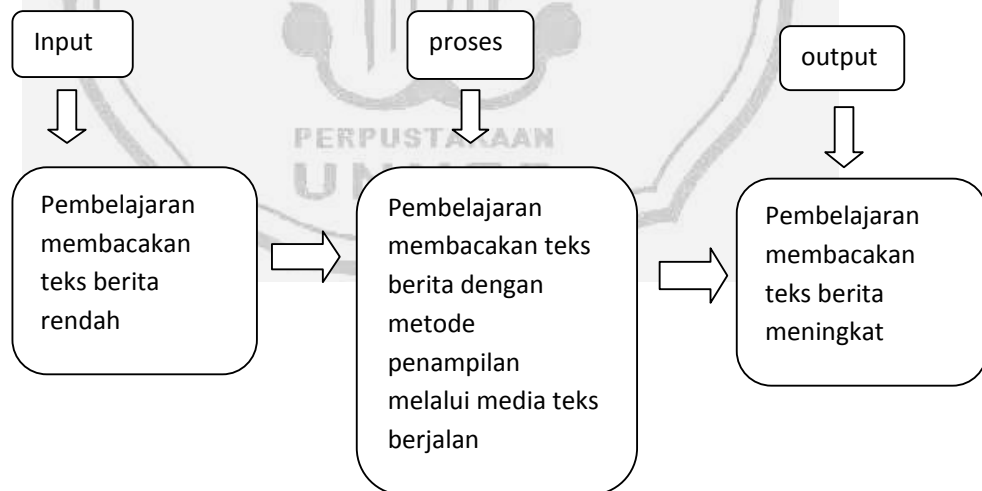 Input
proses
output
PERPUSTAKAAN
Pembelajaran
membacakan
teks berita
rendah
Pembelajaran
membacakan teks
berita dengan
metode
penampilan
melalui media teks
berjalan
Pembelajaran
membacakan
teks berita
meningkat